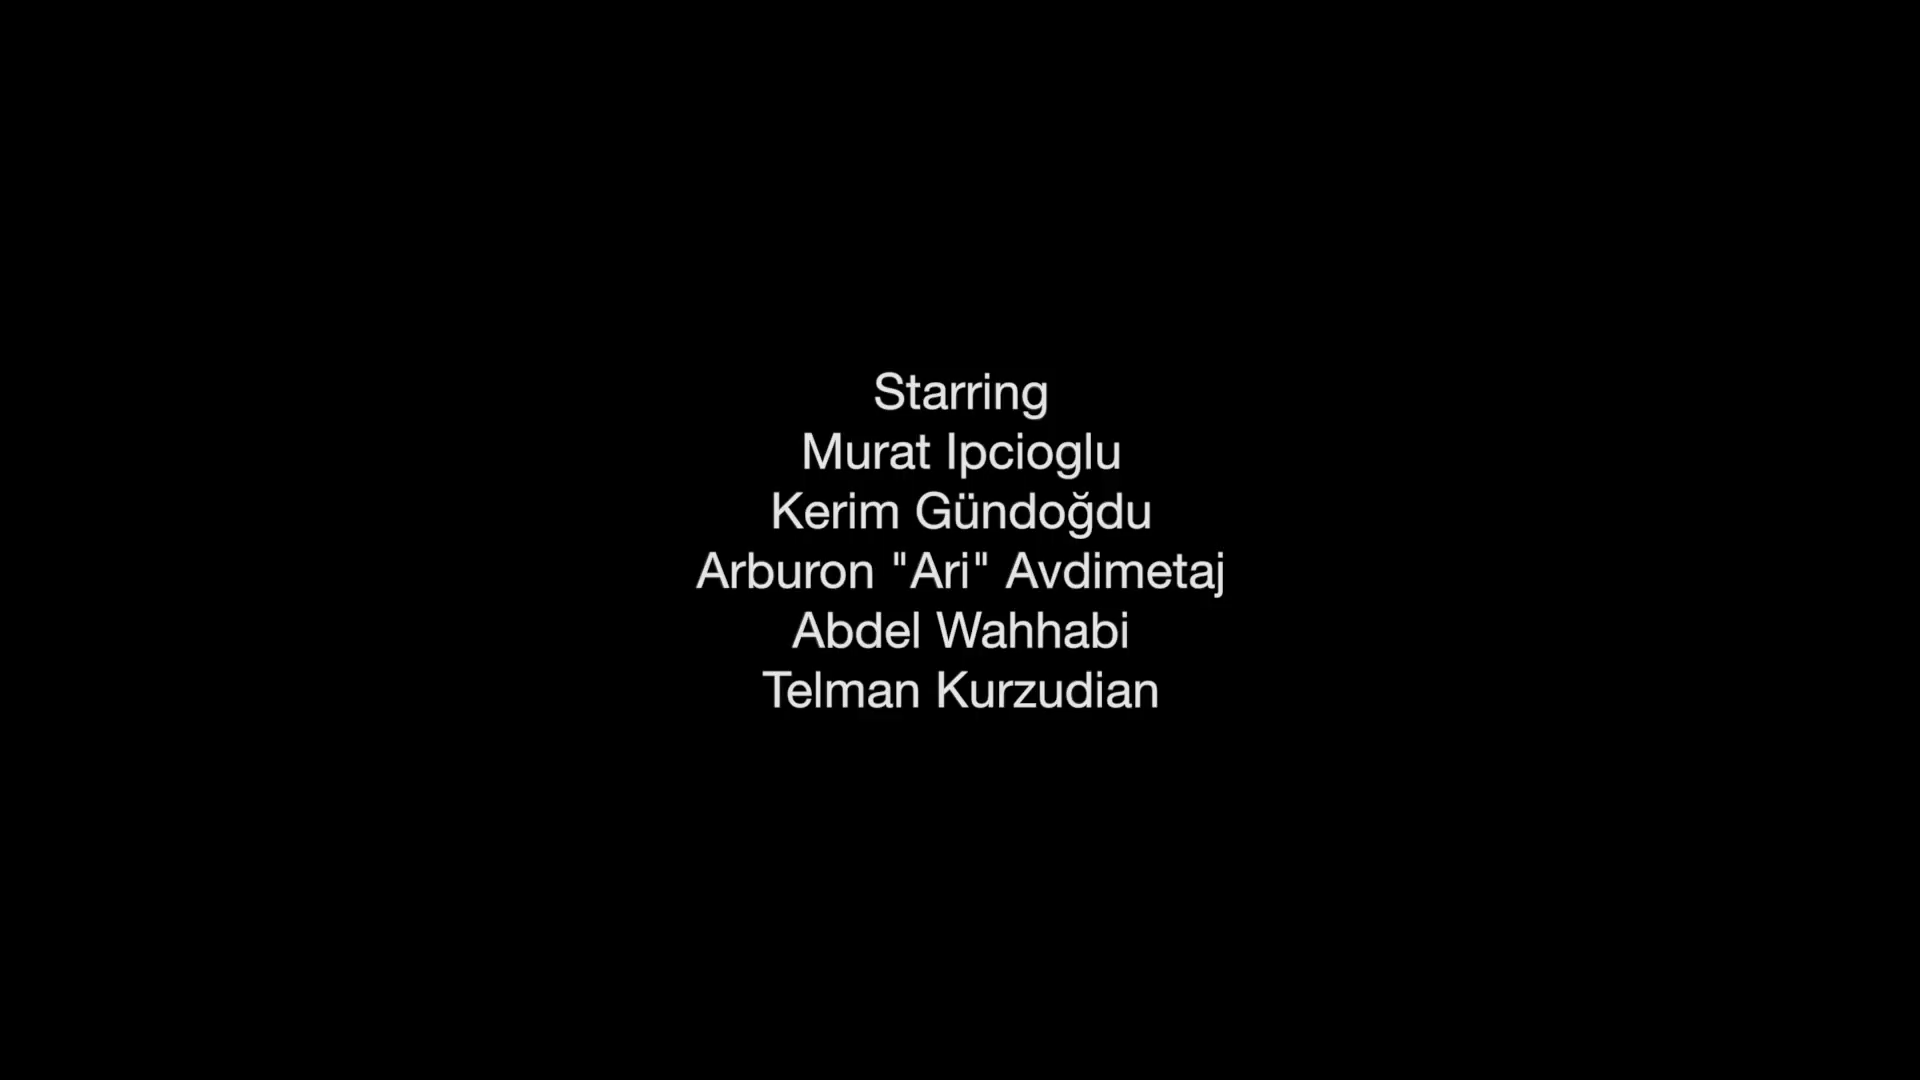 Starring
Murat Ipcioglu
Kerim Gündoğdu
Arburon "Ari" Avdimetaj
Abdel Wahhabi
Telman Kurzudian